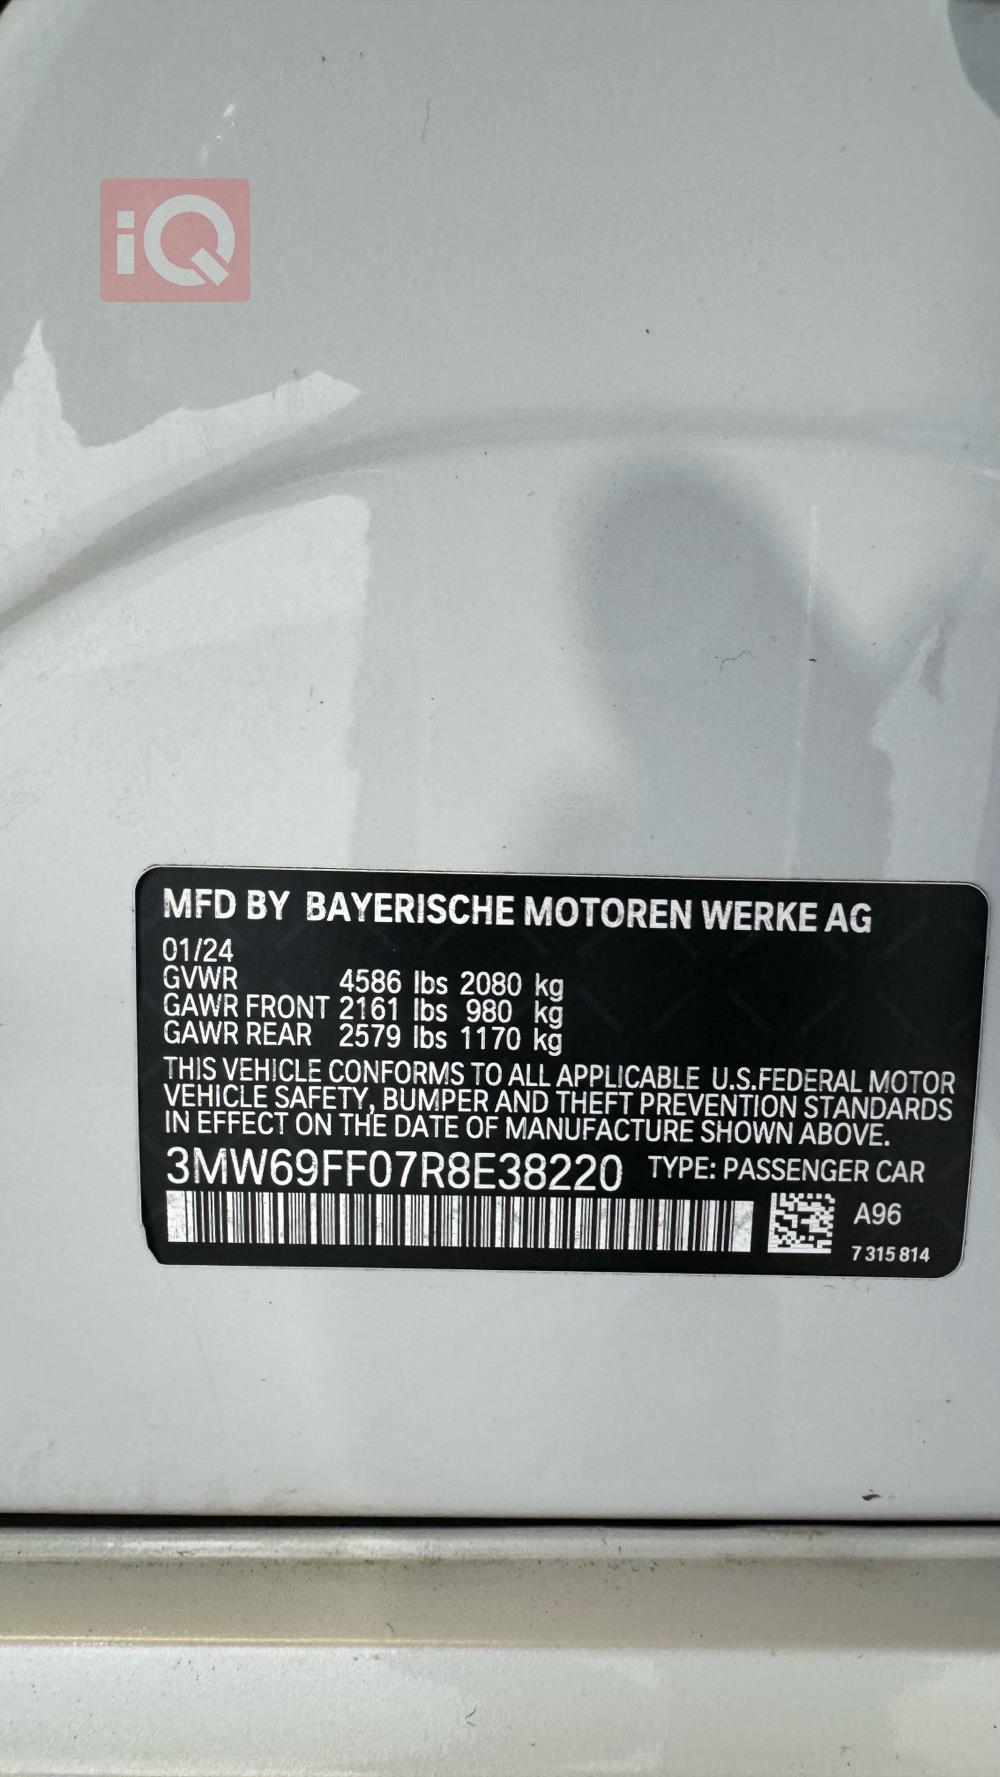 iQ
MFD BY BAYERISCHE MOTOREN WERKE AG
01/24
GVWR 4586 lbs 2080 kg
GAWR FRONT 2161 lbs 980 kg
GAWR REAR 2579 lbs 1170 kg
THIS VEHICLE CONFORMS TO ALL APPLICABLE U.S.FEDERAL MOTOR
VEHICLE SAFETY, BUMPER AND THEFT PREVENTION STANDARDS
IN EFFECT ON THE DATE OF MANUFACTURE SHOWN ABOVE.
3MW69FF07R8E38220 TYPE: PASSENGER CAR
A96
7 315 814